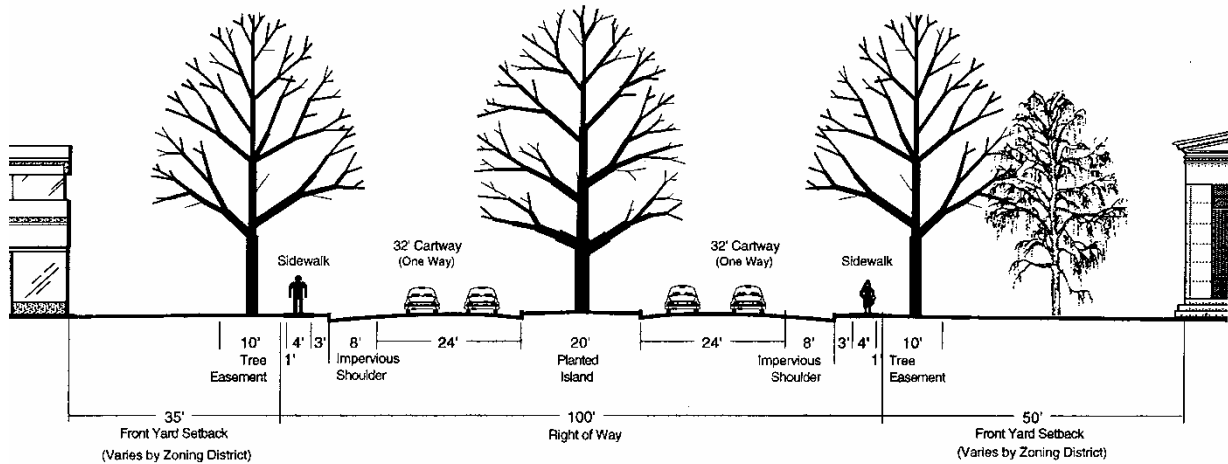 32' Cartway
(One Way)
32' Cartway
(One Way)
Sidewalk
Sidewalk
10'
4'
3'
8'
24'
20'
24'
8'
3'
4'
10'
1'
1'
Tree
Easement
Impervious
Shoulder
Planted
Island
Impervious
Shoulder
Tree
Easement
35'
100'
50'
Front Yard Setback
(Varies by Zoning District)
Right of Way
Front Yard Setback
(Varies by Zoning District)